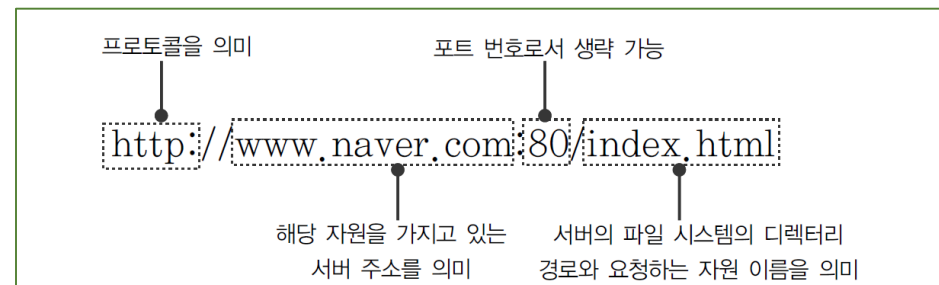 프로토콜을 의미
포트 번호로서 생략 가능
http://www.naver.com:80/index.html
해당 자원을 가지고 있는
서버 주소를 의미
서버의 파일 시스템의 디렉터리
경로와 요청하는 자원 이름을 의미